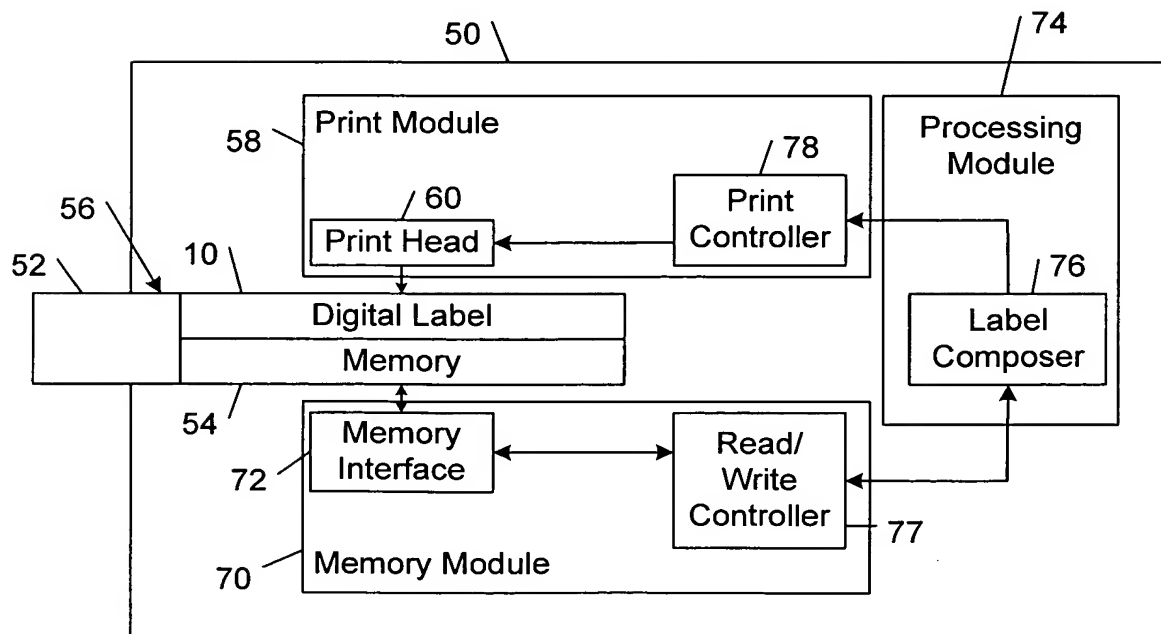 50
74
Print Module
58
Processing
Module
78
Print
Controller
60
Print Head
56
52
10
76
Label
Composer
Digital Label
Memory
54
72
Memory
Interface
Read/
Write
Controller
77
70
Memory Module